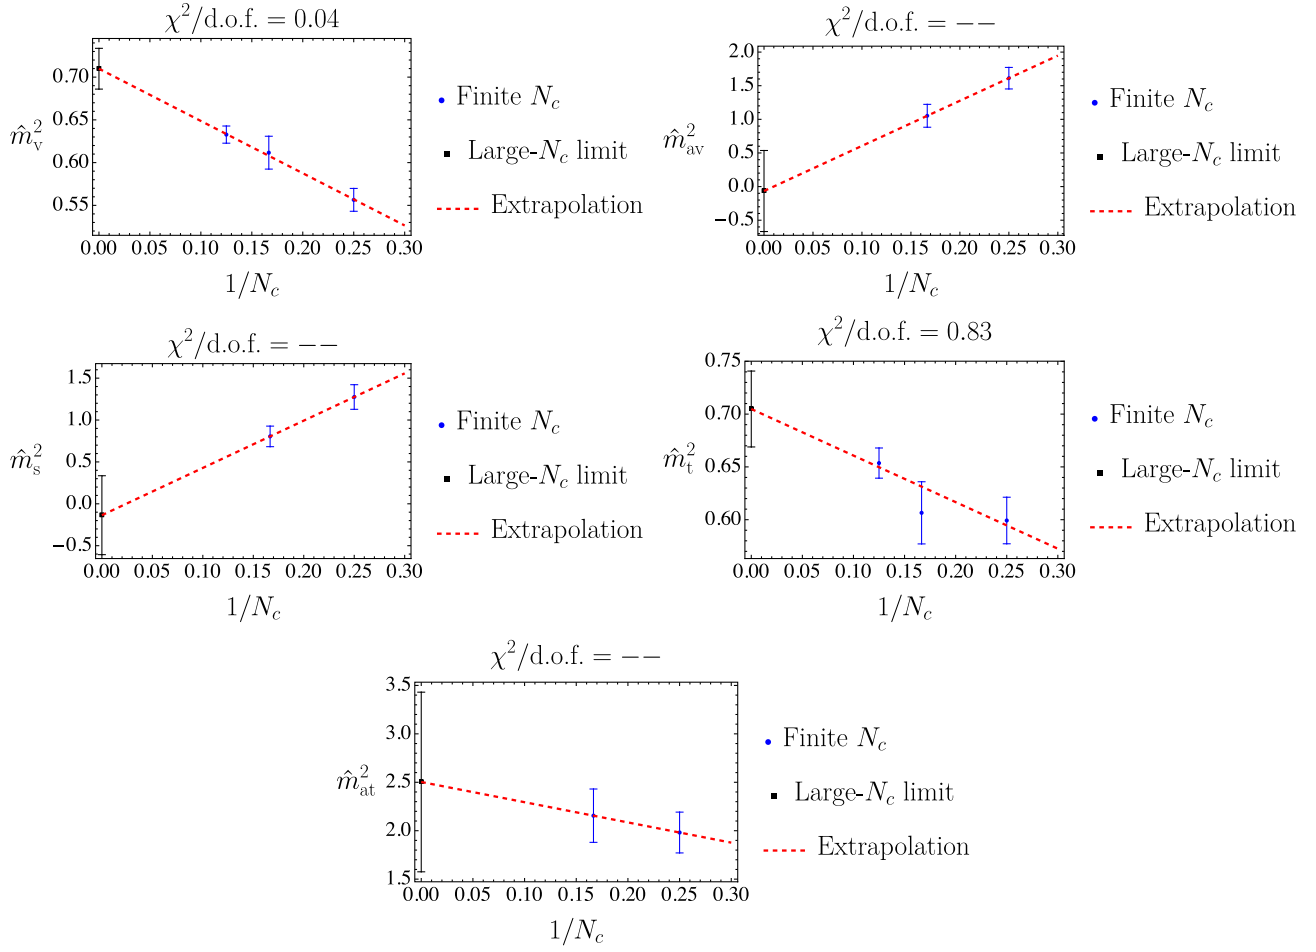 χ²/d.o.f. = 0.04
m̂²ᵥ
0.70
0.65
0.60
0.55
0.00 0.05 0.10 0.15 0.20 0.25 0.30
1/N_c
Finite N_c
Large-N_c limit
Extrapolation
χ²/d.o.f. = −−
m̂²_av
2.0
1.5
1.0
0.5
0.0
−0.5
0.00 0.05 0.10 0.15 0.20 0.25 0.30
1/N_c
Finite N_c
Large-N_c limit
Extrapolation
χ²/d.o.f. = −−
m̂²_s
1.5
1.0
0.5
0.0
−0.5
0.00 0.05 0.10 0.15 0.20 0.25 0.30
1/N_c
Finite N_c
Large-N_c limit
Extrapolation
χ²/d.o.f. = 0.83
m̂²_t
0.75
0.70
0.65
0.60
0.00 0.05 0.10 0.15 0.20 0.25 0.30
1/N_c
Finite N_c
Large-N_c limit
Extrapolation
χ²/d.o.f. = −−
m̂²_at
3.5
3.0
2.5
2.0
1.5
0.00 0.05 0.10 0.15 0.20 0.25 0.30
1/N_c
Finite N_c
Large-N_c limit
Extrapolation